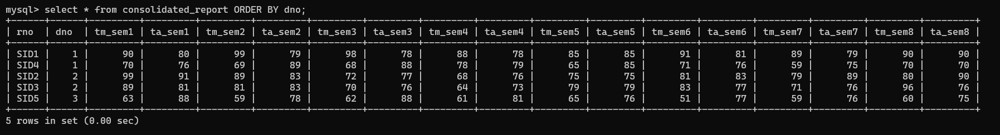 mysql> select * from consolidated_report ORDER BY dno;
+------+------+---------+---------+---------+---------+---------+---------+---------+---------+---------+---------+---------+---------+---------+---------+---------+---------+
| rno  | dno  | tm_sem1 | ta_sem1 | tm_sem2 | ta_sem2 | tm_sem3 | ta_sem3 | tm_sem4 | ta_sem4 | tm_sem5 | ta_sem5 | tm_sem6 | ta_sem6 | tm_sem7 | ta_sem7 | tm_sem8 | ta_sem8 |
+------+------+---------+---------+---------+---------+---------+---------+---------+---------+---------+---------+---------+---------+---------+---------+---------+---------+
| SID1 |    1 |      90 |      80 |      99 |      79 |      98 |      78 |      88 |      78 |      85 |      85 |      91 |      81 |      89 |      79 |      90 |      90 |
| SID4 |    1 |      70 |      76 |      69 |      89 |      68 |      88 |      78 |      79 |      65 |      85 |      71 |      76 |      59 |      75 |      70 |      70 |
| SID2 |    2 |      99 |      91 |      89 |      83 |      72 |      77 |      68 |      76 |      75 |      75 |      81 |      83 |      79 |      89 |      80 |      90 |
| SID3 |    2 |      89 |      81 |      81 |      83 |      70 |      76 |      64 |      73 |      79 |      79 |      83 |      77 |      71 |      76 |      96 |      76 |
| SID5 |    3 |      63 |      88 |      59 |      78 |      62 |      88 |      61 |      81 |      65 |      76 |      51 |      77 |      59 |      76 |      60 |      75 |
+------+------+---------+---------+---------+---------+---------+---------+---------+---------+---------+---------+---------+---------+---------+---------+---------+---------+
5 rows in set (0.00 sec)